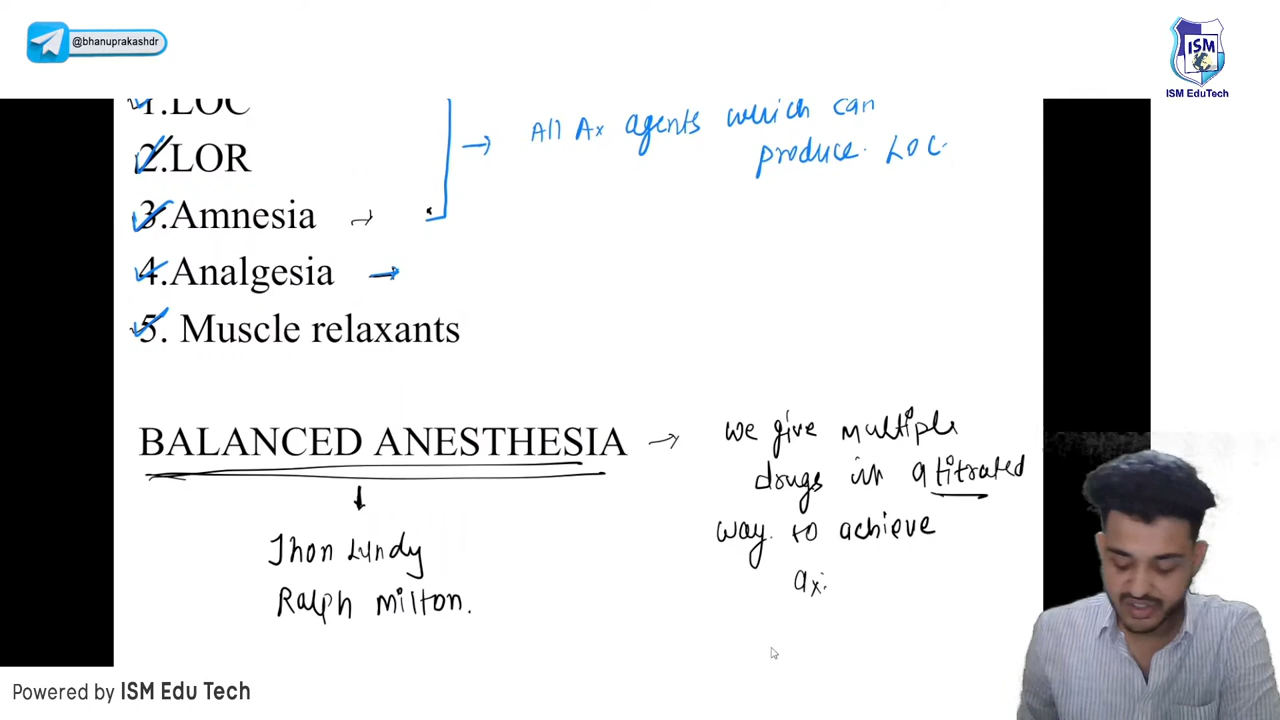 @bhanuprakashdr
ISM
ISM EduTech
1.LOC
All Ax agents which can
produce LOC.
2.LOR
3.Amnesia →
4.Analgesia →
5. Muscle relaxants
BALANCED ANESTHESIA →
we give multiple
drugs in a titrated
way. to achieve
ax.
Jhon Lundy
Ralph Milton.
Powered by ISM Edu Tech